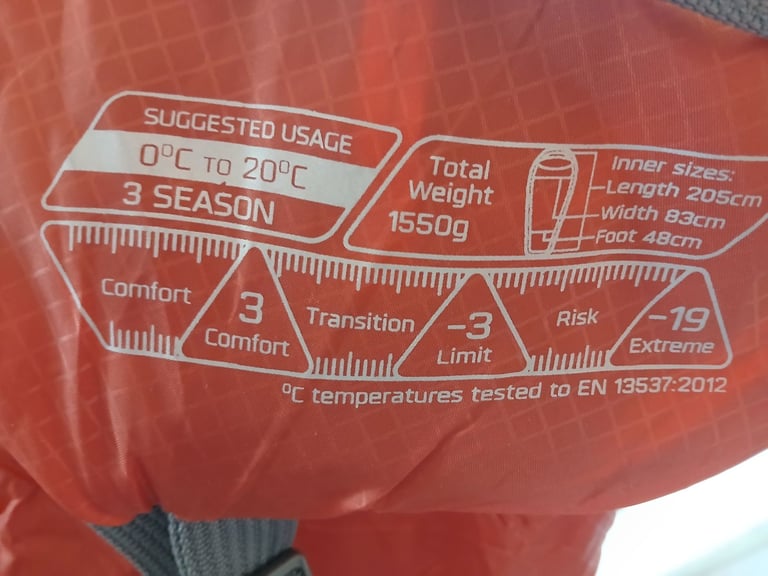 SUGGESTED USAGE
0°C TO 20°C
3 SEASON
Total
Weight
1550g
Inner sizes:
Length 205cm
Width 83cm
Foot 48cm
Comfort
3
Comfort
Transition
-3
Limit
Risk
-19
Extreme
°C temperatures tested to EN 13537:2012